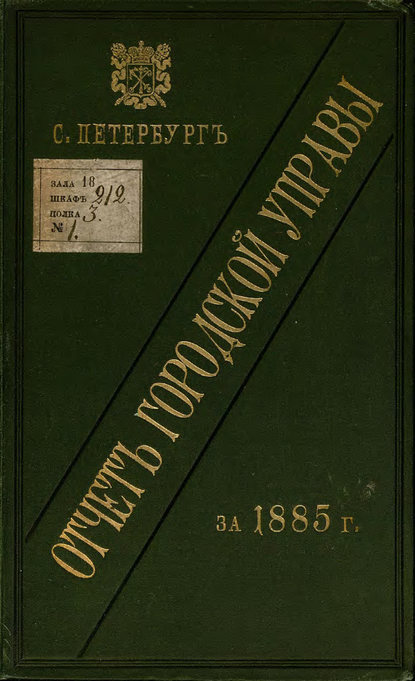 С. ПЕТЕРБУРГЪ
ЗАЛА 18
ШКАФЪ 212.
ПОЛКА 3.
№ 1.
ОТЧЕТЪ ГОРОДСКОЙ УПРАВЫ
ЗА 1885 Г.